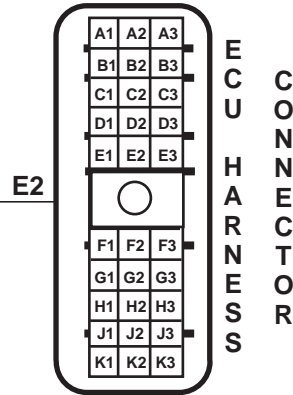 A1 A2 A3
B1 B2 B3
C1 C2 C3
D1 D2 D3
E1 E2 E3
E2
F1 F2 F3
G1 G2 G3
H1 H2 H3
J1 J2 J3
K1 K2 K3
ECU HARNESS
CONNECTOR